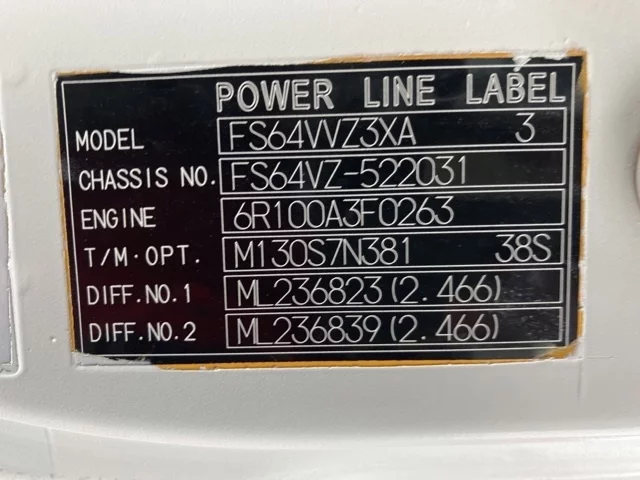 POWER LINE LABEL
MODEL FS64VVZ3XA 3
CHASSIS NO. FS64VZ-522031
ENGINE 6R100A3F0263
T/M·OPT. M130S7N381 38S
DIFF.NO.1 ML236823(2.466)
DIFF.NO.2 ML236839(2.466)